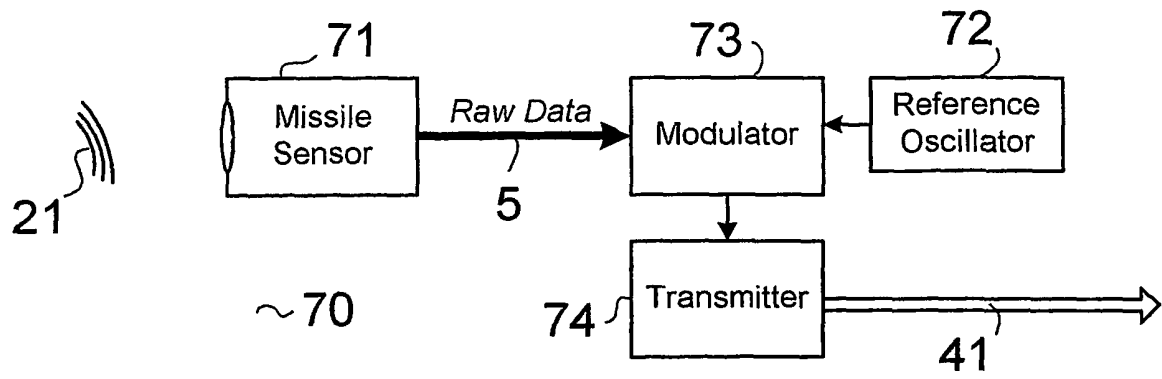 71
73
72
Missile
Sensor
Raw Data
Modulator
Reference
Oscillator
21
5
70
74
Transmitter
41